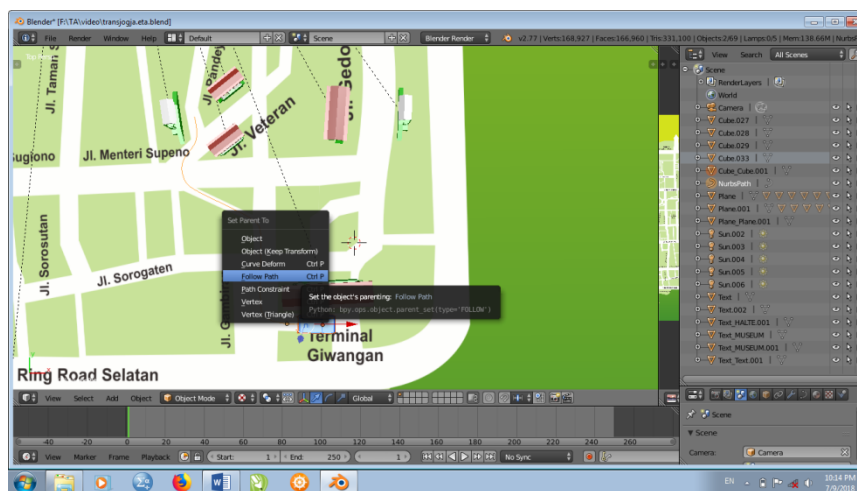 Blender* [F:\TA\video\transjogja.eta.blend]
File Render Window Help Default Scene Blender Render v2.77 | Verts:168,927 | Faces:166,960 | Tris:331,100 | Objects:2/69 | Lamps:0/5 | Mem:138.66M | NurbsP
View Search All Scenes
Scene
RenderLayers
World
Camera
Cube.027
Cube.028
Cube.029
Cube.033
Cube_Cube.001
NurbsPath
Plane
Plane.001
Plane_Plane.001
Sun.002
Sun.003
Sun.004
Sun.005
Sun.006
Text
Text.002
Text_HALTE.001
Text_MUSEUM
Text_MUSEUM.001
Text_Text.001
Jl. Taman S
Jl. Pandey
Jl. Gedo
Jl. Veteran
Sugiono
Jl. Menteri Supeno
Jl. Sorosutan
Jl. Sorogaten
Set Parent To
Object
Object (Keep Transform)
Curve Deform Ctrl P
Follow Path Ctrl P
Path Constraint
Vertex
Vertex (Triangle)
Set the object's parenting: Follow Path
Python: bpy.ops.object.parent_set(type='FOLLOW')
Terminal
Giwangan
Ring Road Selatan
View Select Add Object Object Mode Global
-40 -20 0 20 40 60 80 100 120 140 160 180 200 220 240 260
View Marker Frame Playback Start: 1 End: 250 1 No Sync
Scene
Scene
Camera: Camera
EN
10:14 PM
7/9/2018